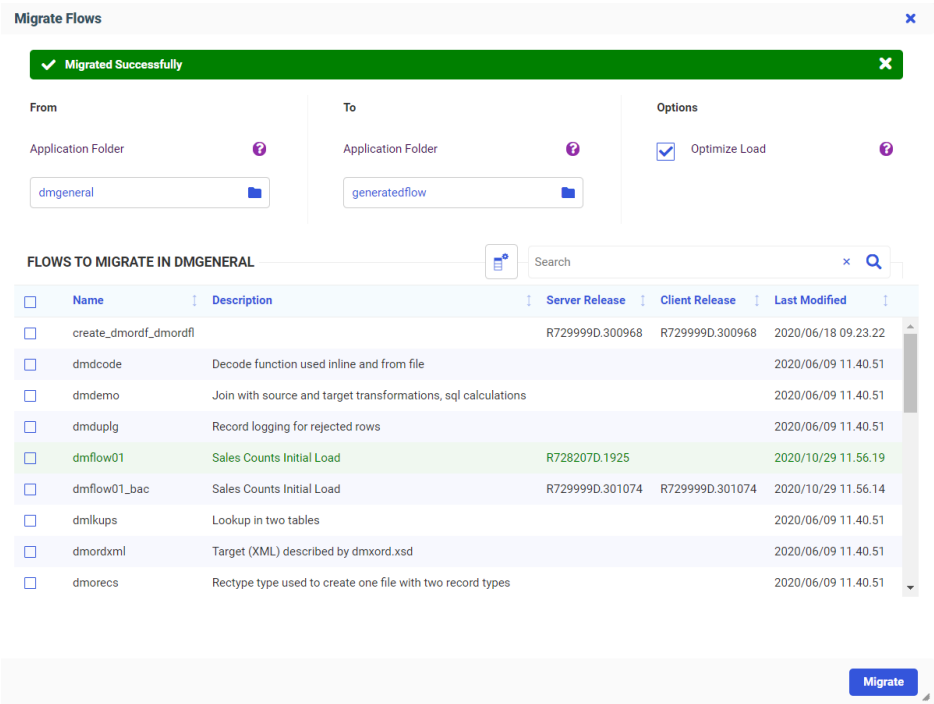 Migrate Flows
Migrated Successfully
From
To
Options
Application Folder
Application Folder
Optimize Load
dmgeneral
generatedflow
FLOWS TO MIGRATE IN DMGENERAL
Search
Name Description Server Release Client Release Last Modified
create_dmordf_dmordfl R729999D.300968 R729999D.300968 2020/06/18 09.23.22
dmdcode Decode function used inline and from file 2020/06/09 11.40.51
dmdemo Join with source and target transformations, sql calculations 2020/06/09 11.40.51
dmduplg Record logging for rejected rows 2020/06/09 11.40.51
dmflow01 Sales Counts Initial Load R728207D.1925 2020/10/29 11.56.19
dmflow01_bac Sales Counts Initial Load R729999D.301074 R729999D.301074 2020/10/29 11.56.14
dmlkups Lookup in two tables 2020/06/09 11.40.51
dmordxml Target (XML) described by dmxord.xsd 2020/06/09 11.40.51
dmorecs Rectype type used to create one file with two record types 2020/06/09 11.40.51
Migrate